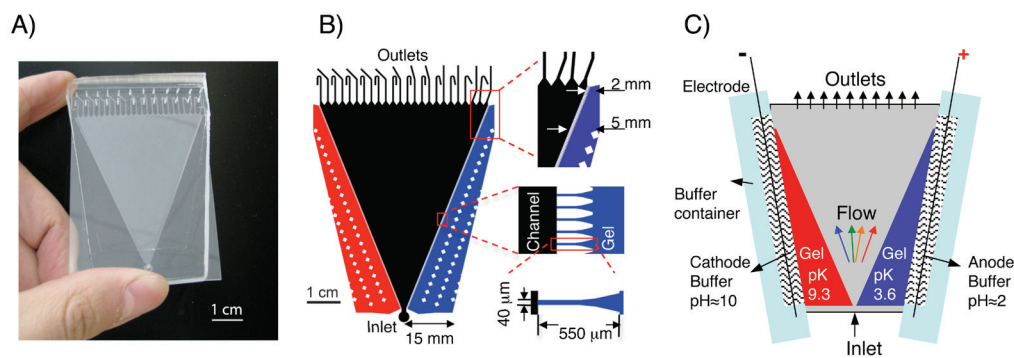 A)
1 cm
B)
Outlets
2 mm
5 mm
Channel
Gel
1 cm
Inlet
15 mm
40 μm
550 μm
C)
-
+
Outlets
Electrode
Buffer
container
Flow
Gel
pK
9.3
Gel
pK
3.6
Cathode
Buffer
pH≈10
Anode
Buffer
pH≈2
Inlet